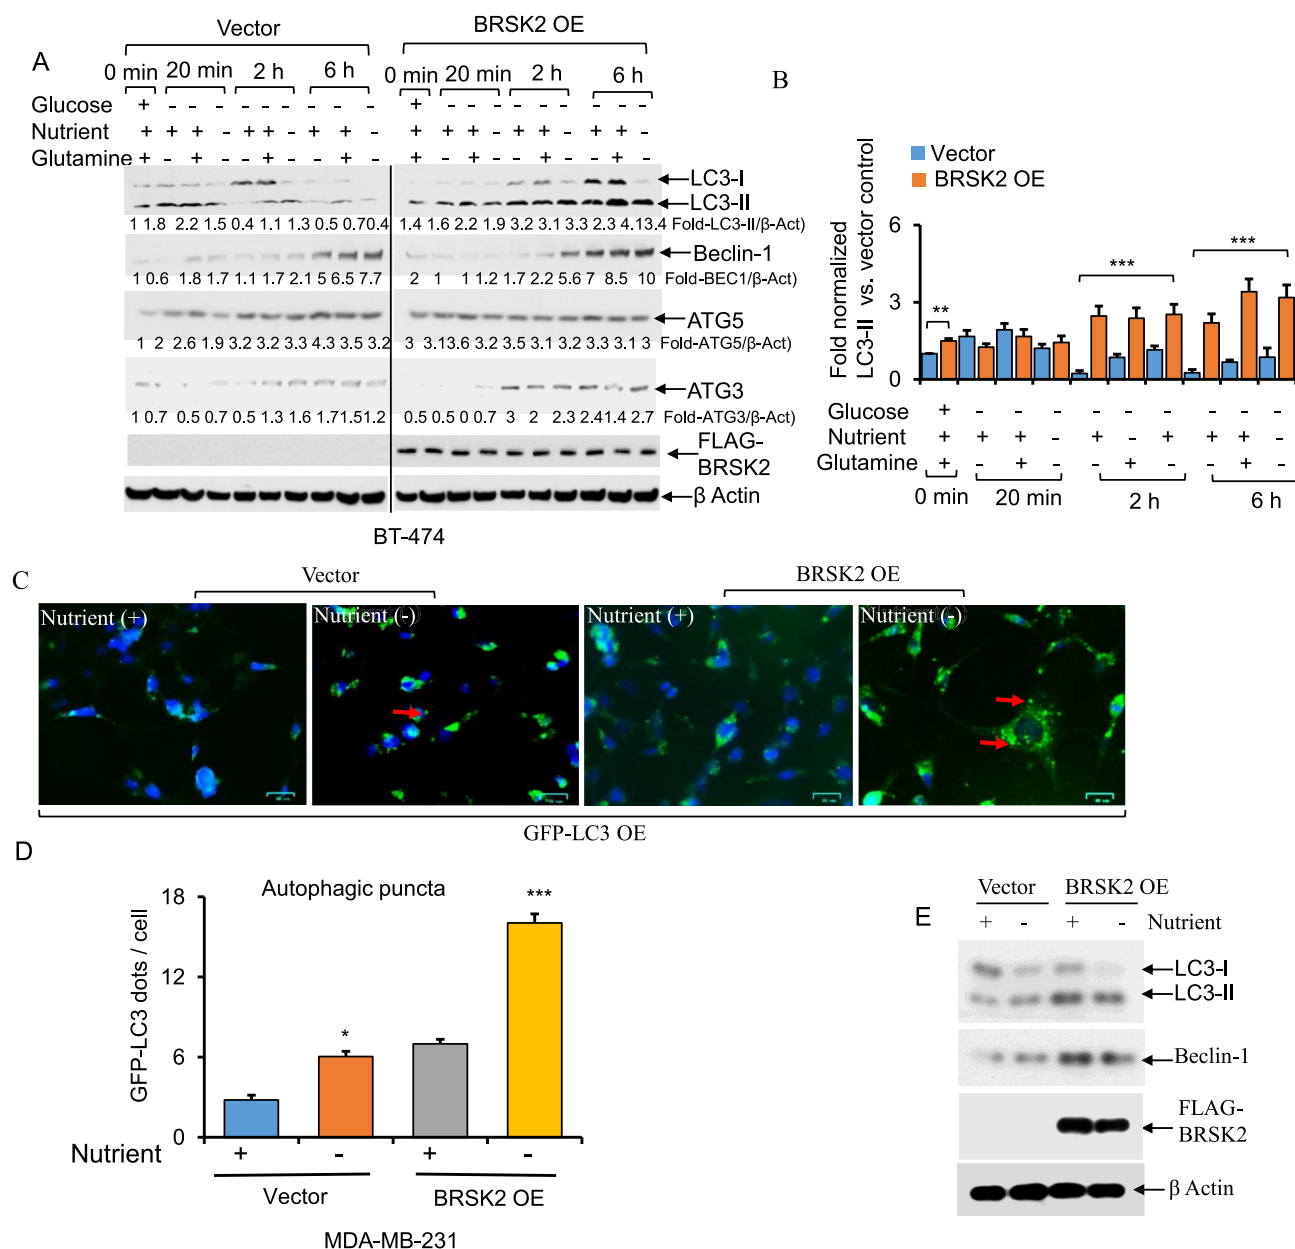 A
Vector
BRSK2 OE
0 min 20 min 2 h 6 h 0 min 20 min 2 h 6 h
Glucose + - - - - - - - - - + - - - - - - - - -
Nutrient + + + - + + - + + - + + + - + + - + + -
Glutamine + - + - - + - - + - + - + - - + - - + -
LC3-I
LC3-II
1 1.8 2.2 1.5 0.4 1.1 1.3 0.5 0.7 0.4 1.4 1.6 2.2 1.9 3.2 3.1 3.3 2.3 4.1 3.4
Fold-LC3-II/β-Act)
Beclin-1
1 0.6 1.8 1.7 1.1 1.7 2.1 5 6.5 7.7 2 1 1 1.2 1.7 2.2 5.6 7 8.5 10
Fold-BEC1/β-Act)
ATG5
1 2 2.6 1.9 3.2 3.2 3.3 4.3 3.5 3.2 3 3.1 3.6 3.2 3.5 3.1 3.2 3.3 3.1 3
Fold-ATG5/β-Act)
ATG3
1 0.7 0.5 0.7 0.5 1.3 1.6 1.7 1.5 1.2 0.5 0.5 0 0.7 3 2 2.3 2.4 1.4 2.7
Fold-ATG3/β-Act)
FLAG-
BRSK2
β Actin
BT-474
B
Vector
BRSK2 OE
Fold normalized
LC3-II vs. vector control
6
3
0
**
***
***
Glucose + - - - - - - - - -
Nutrient + + + - + - + + + -
Glutamine + - + - - + - - + -
0 min 20 min 2 h 6 h
C
Vector
BRSK2 OE
Nutrient (+)
Nutrient (-)
Nutrient (+)
Nutrient (-)
GFP-LC3 OE
D
Autophagic puncta
GFP-LC3 dots / cell
18
12
6
0
*
***
Nutrient + - + -
Vector BRSK2 OE
MDA-MB-231
E
Vector BRSK2 OE
+ - + - Nutrient
LC3-I
LC3-II
Beclin-1
FLAG-
BRSK2
β Actin